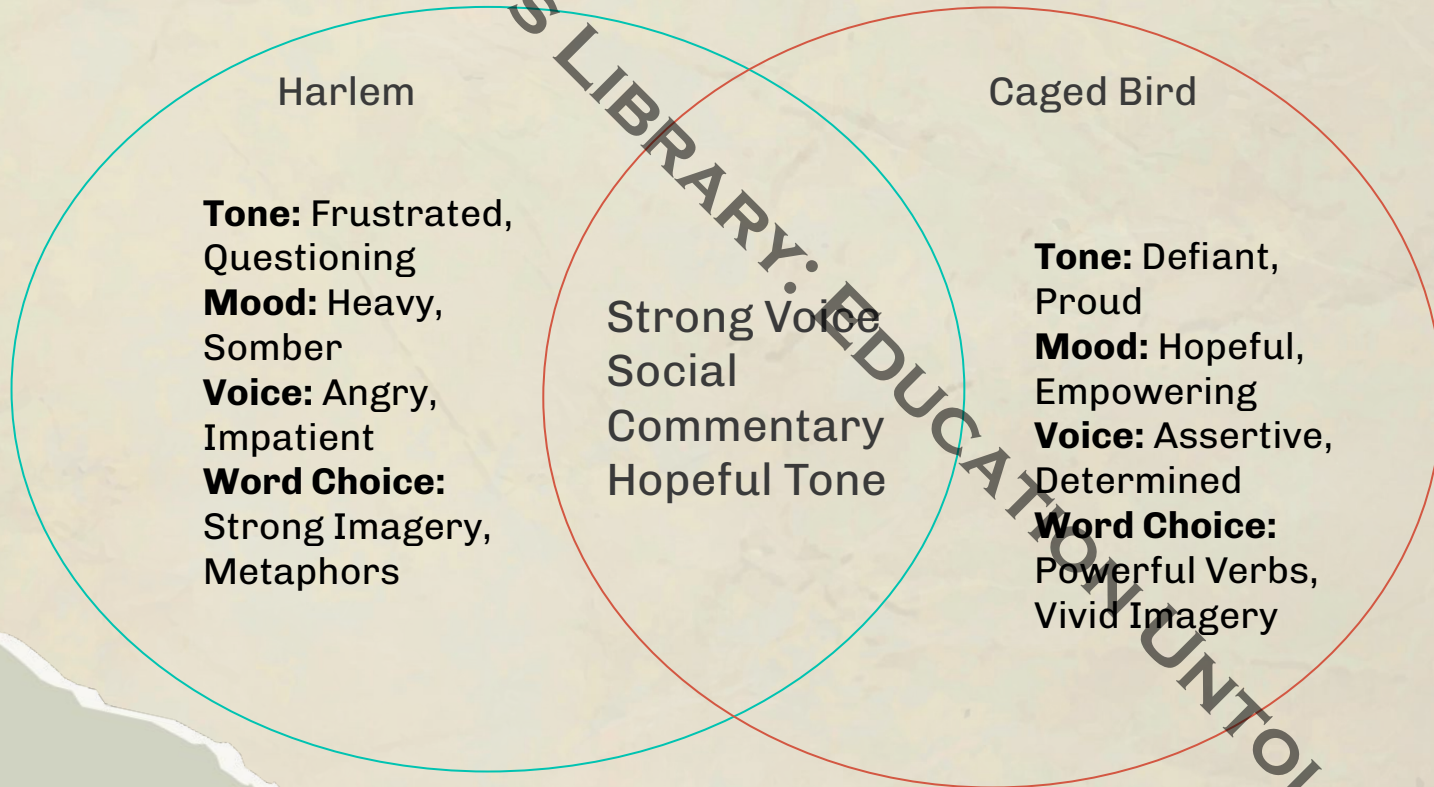 Harlem
Tone: Frustrated,
Questioning
Mood: Heavy,
Somber
Voice: Angry,
Impatient
Word Choice:
Strong Imagery,
Metaphors
Strong Voice
Social
Commentary
Hopeful Tone
Caged Bird
Tone: Defiant,
Proud
Mood: Hopeful,
Empowering
Voice: Assertive,
Determined
Word Choice:
Powerful Verbs,
Vivid Imagery
S LIBRARY: EDUCATION